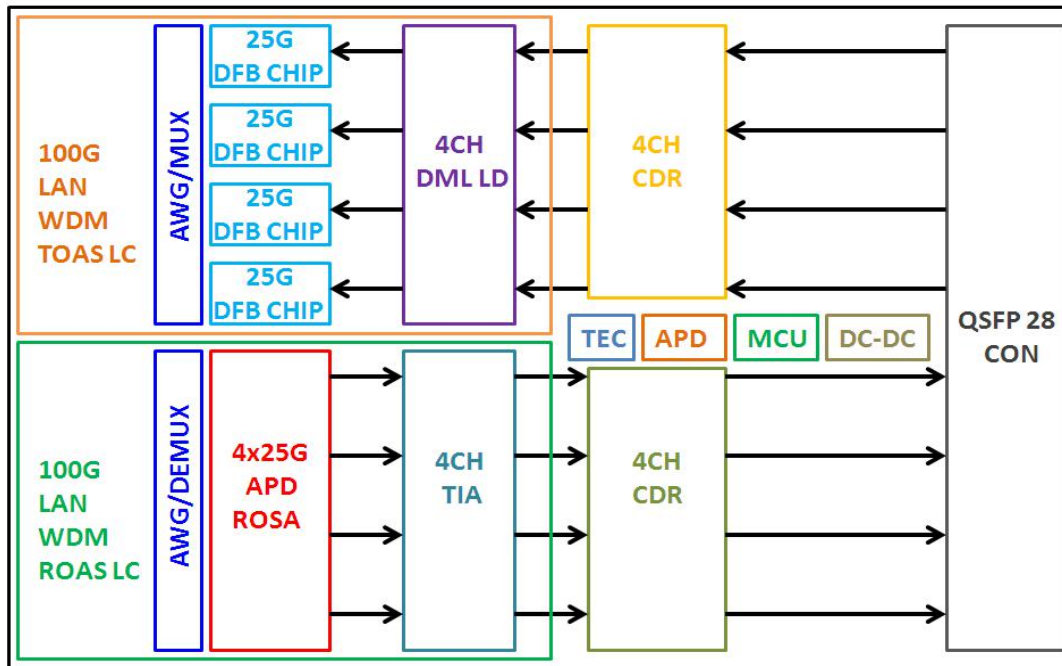 100G
LAN
WDM
TOAS LC
AWG/MUX
25G
DFB CHIP
25G
DFB CHIP
25G
DFB CHIP
25G
DFB CHIP
4CH
DML LD
4CH
CDR
QSFP 28
CON
TEC
APD
MCU
DC-DC
100G
LAN
WDM
ROAS LC
AWG/DEMUX
4x25G
APD
ROSA
4CH
TIA
4CH
CDR